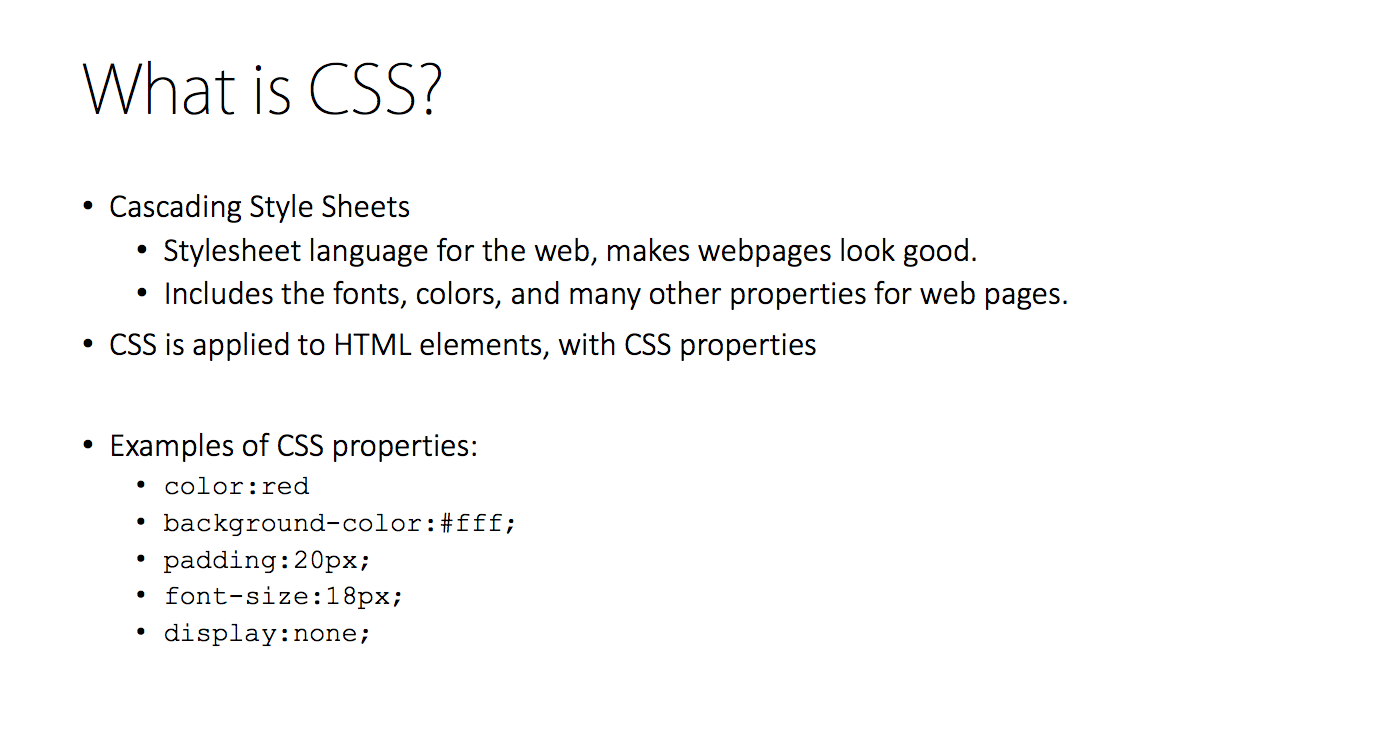 What is CSS?
• Cascading Style Sheets
• Stylesheet language for the web, makes webpages look good.
• Includes the fonts, colors, and many other properties for web pages.
• CSS is applied to HTML elements, with CSS properties
• Examples of CSS properties:
• color:red
• background-color:#fff;
• padding:20px;
• font-size:18px;
• display:none;